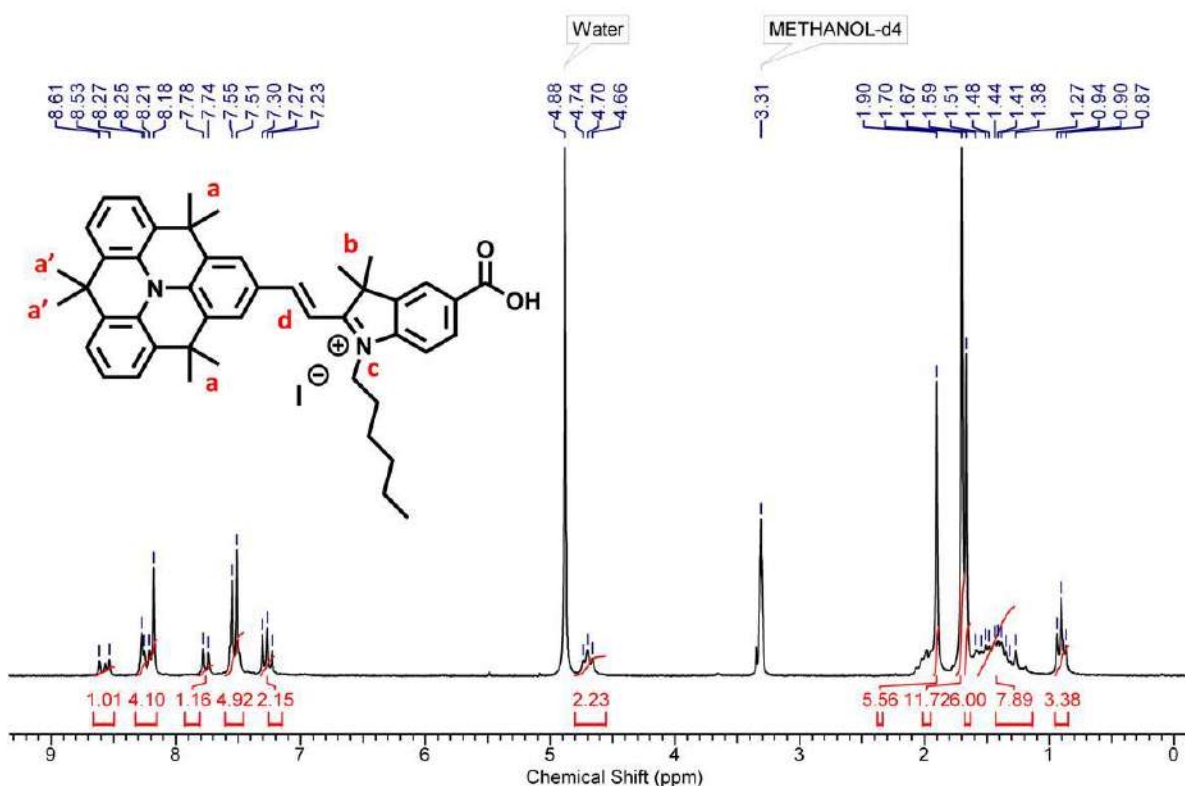 Water
METHANOL-d4
8.61
8.53
8.27
8.25
8.21
8.18
7.78
7.74
7.55
7.51
7.30
7.27
7.23
4.88
4.74
4.70
4.66
3.31
1.90
1.70
1.67
1.59
1.51
1.48
1.44
1.41
1.38
1.27
0.94
0.90
0.87
a
a'
a'
N
b
O
OH
d
N
+
c
a
I
−
1.01 4.10 1.16 4.92 2.15 2.23 5.56 11.72 6.00 7.89 3.38
9 8 7 6 5 4 3 2 1 0
Chemical Shift (ppm)